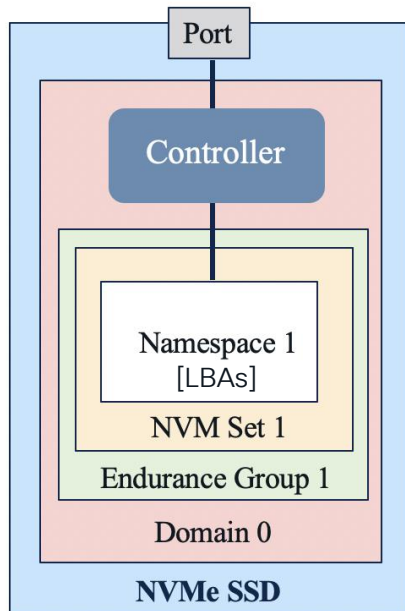 Port
Controller
Namespace 1
[LBAs]
NVM Set 1
Endurance Group 1
Domain 0
NVMe SSD